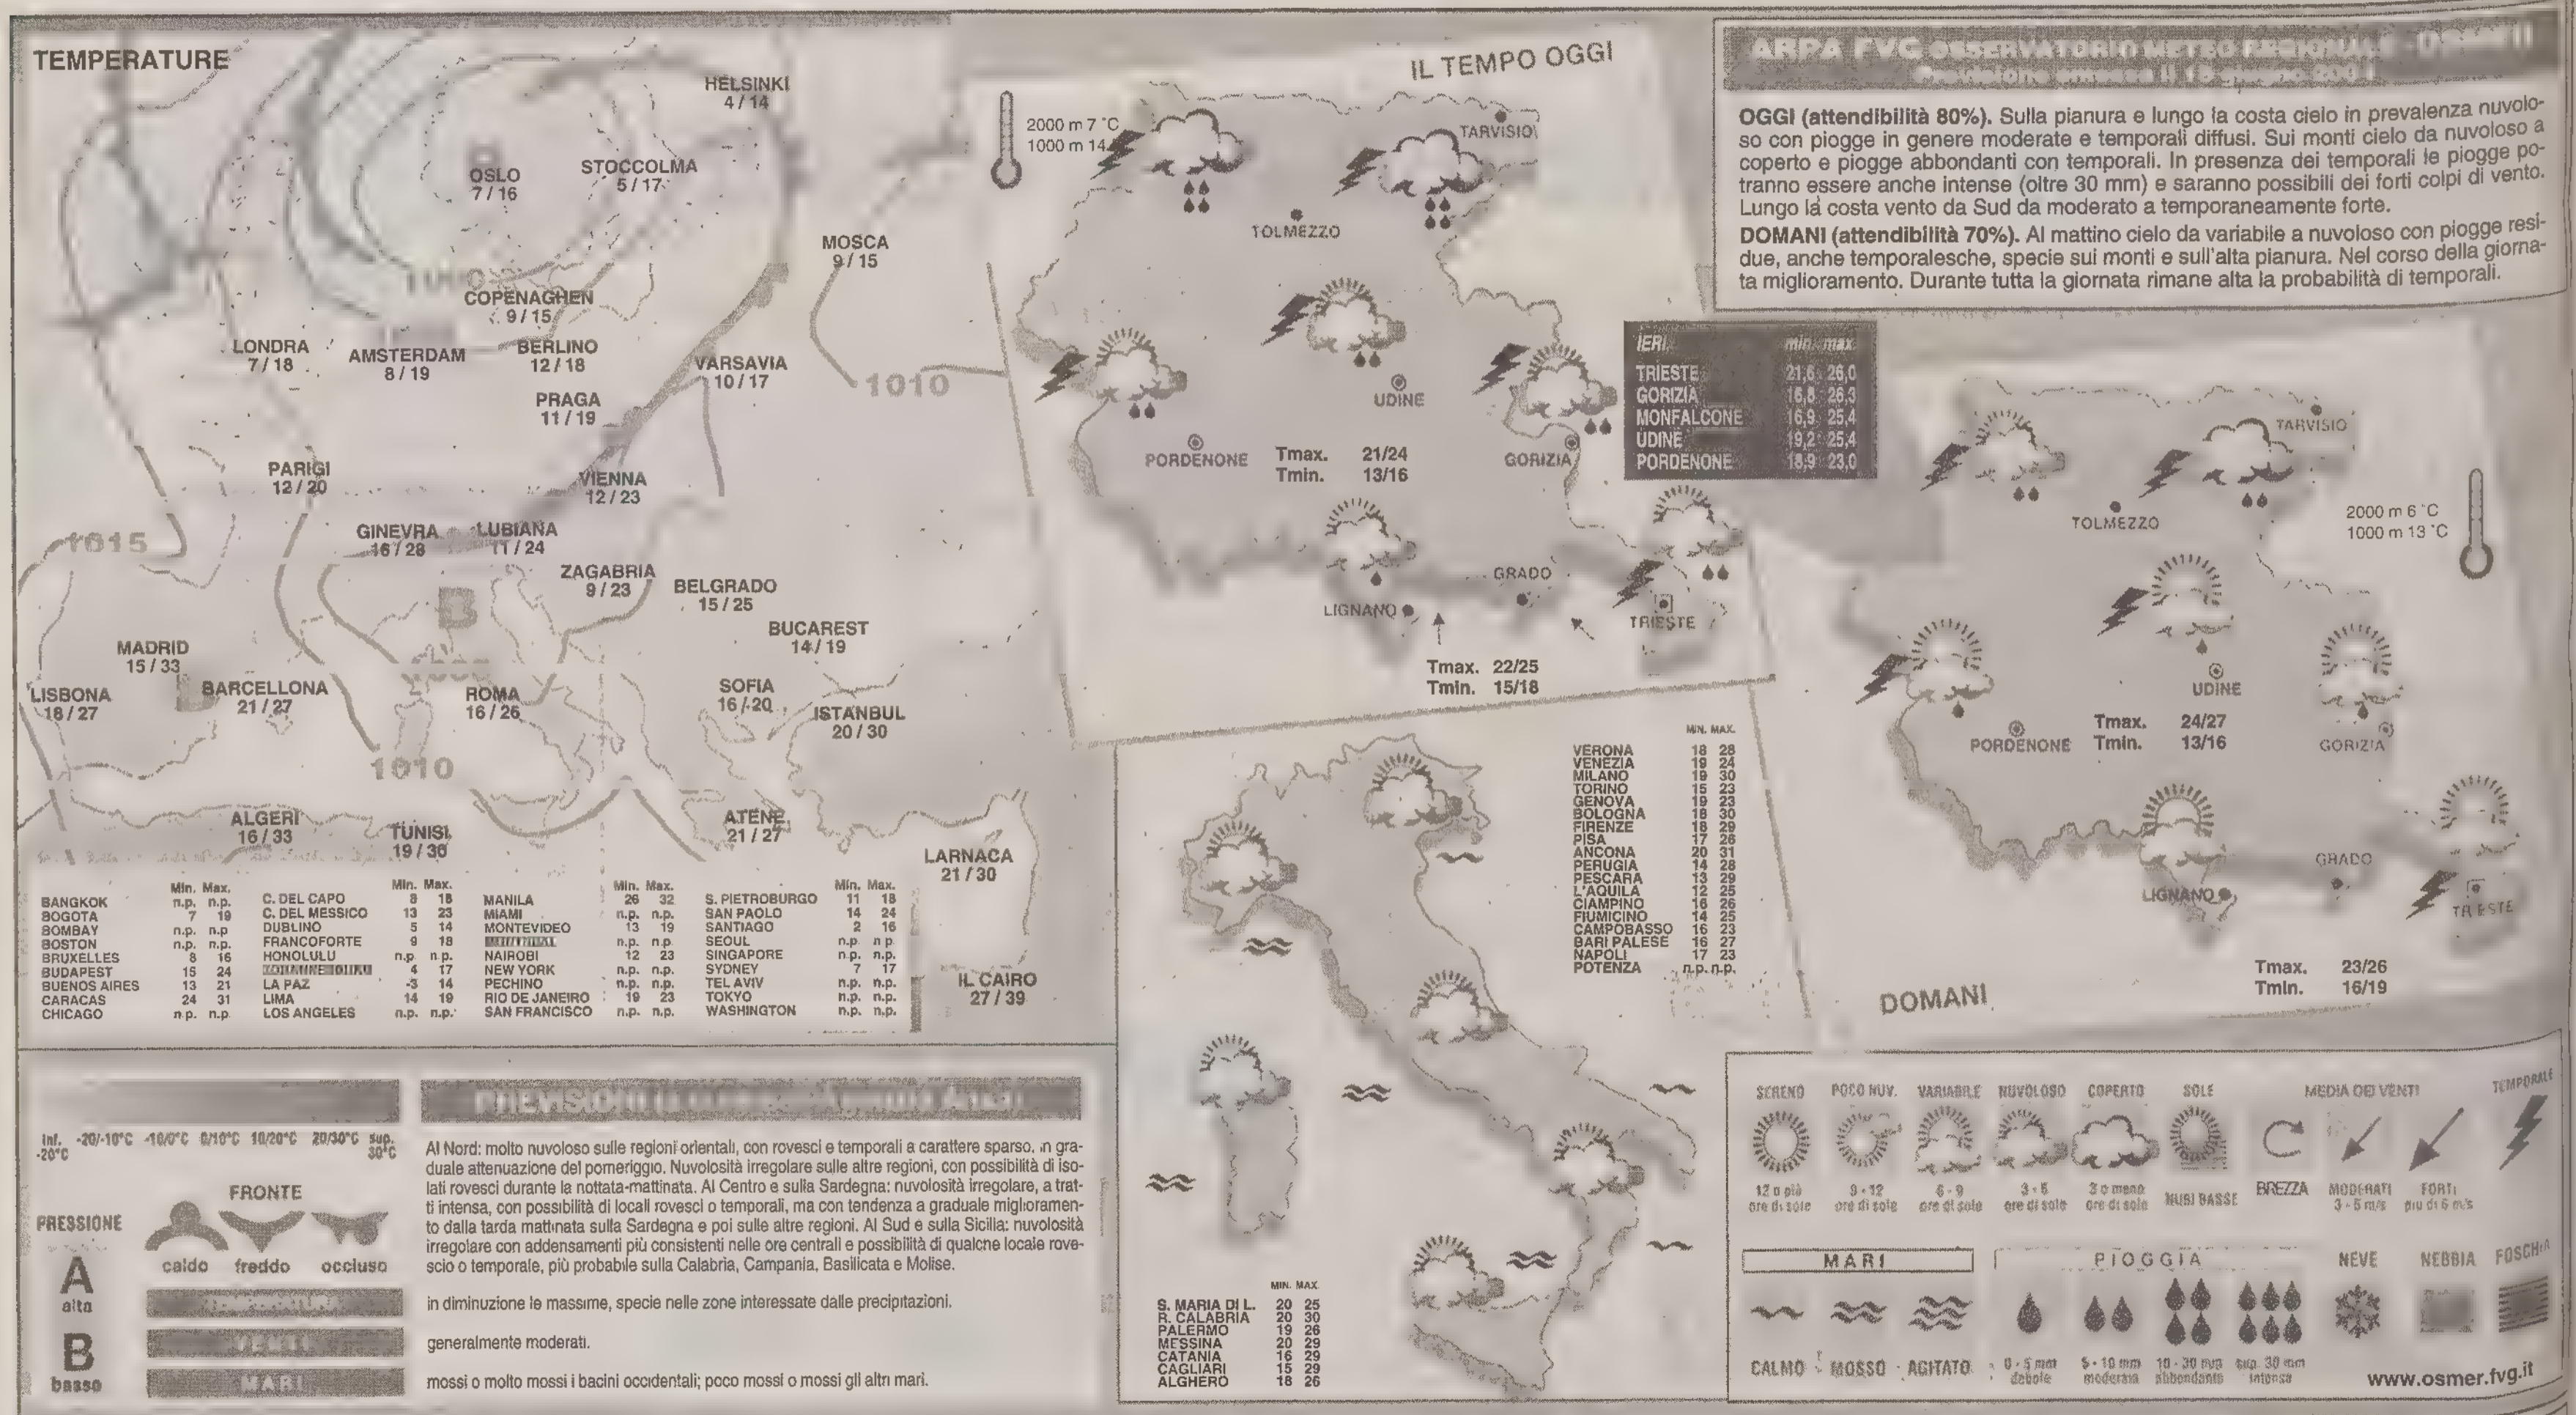 TEMPERATURE
HELSINKI
4 / 14
OSLO
7 / 16
STOCCOLMA
5 / 17
MOSCA
9 / 15
COPENAGHEN
9 / 15
LONDRA
7 / 18
AMSTERDAM
8 / 19
BERLINO
12 / 18
VARSAVIA
10 / 17
1010
PRAGA
11 / 19
PARIGI
12 / 20
VIENNA
12 / 23
1015
GINEVRA
16 / 28
LUBIANA
11 / 24
ZAGABRIA
9 / 23
BELGRADO
15 / 25
B
BUCAREST
14 / 19
MADRID
15 / 33
LISBONA
18 / 27
BARCELLONA
21 / 27
ROMA
16 / 26
SOFIA
16 / 20
ISTANBUL
20 / 30
1010
ALGERI
16 / 33
TUNISI
19 / 30
ATENE
21 / 27
LARNACA
21 / 30
IL CAIRO
27 / 39
Min. Max.
BANGKOK n.p. n.p.
BOGOTA 7 19
BOMBAY n.p. n.p
BOSTON n.p. n.p.
BRUXELLES 8 16
BUDAPEST 15 24
BUENOS AIRES 13 21
CARACAS 24 31
CHICAGO n.p. n.p.
Min. Max.
C. DEL CAPO 8 18
C. DEL MESSICO 13 23
DUBLINO 5 14
FRANCOFORTE 9 18
HONOLULU n.p n.p.
4 17
LA PAZ -3 14
LIMA 14 19
LOS ANGELES n.p. n.p.
Min. Max.
MANILA 26 32
MIAMI n.p. n.p.
MONTEVIDEO 13 19
n.p. n.p.
NAIROBI 12 23
NEW YORK n.p. n.p.
PECHINO n.p. n.p.
RIO DE JANEIRO 19 23
SAN FRANCISCO n.p. n.p.
Min. Max.
S. PIETROBURGO 11 18
SAN PAOLO 14 24
SANTIAGO 2 16
SEOUL n.p. n p
SINGAPORE n.p. n.p.
SYDNEY 7 17
TEL AVIV n.p. n.p.
TOKYO n.p. n.p.
WASHINGTON n.p. n.p.
IL TEMPO OGGI
2000 m 7 °C
1000 m 14
TARVISIO
TOLMEZZO
UDINE
PORDENONE
GORIZIA
Tmax. 21/24
Tmin. 13/16
LIGNANO
GRADO
TRIESTE
Tmax. 22/25
Tmin. 15/18
IERI min. max.
TRIESTE 21,6 26,0
GORIZIA 16,8 26,3
MONFALCONE 16,9 25,4
UDINE 19,2 25,4
PORDENONE 18,9 23,0
ARPA FVG OSSERVATORIO METEO REGIONALE
OGGI (attendibilità 80%). Sulla pianura e lungo la costa cielo in prevalenza nuvolo-
so con piogge in genere moderate e temporali diffusi. Sui monti cielo da nuvoloso a
coperto e piogge abbondanti con temporali. In presenza dei temporali le piogge po-
tranno essere anche intense (oltre 30 mm) e saranno possibili dei forti colpi di vento.
Lungo la costa vento da Sud da moderato a temporaneamente forte.
DOMANI (attendibilità 70%). Al mattino cielo da variabile a nuvoloso con piogge resi-
due, anche temporalesche, specie sui monti e sull'alta pianura. Nel corso della giorna-
ta miglioramento. Durante tutta la giornata rimane alta la probabilità di temporali.
TARVISIO
TOLMEZZO
2000 m 6 °C
1000 m 13 °C
UDINE
PORDENONE
GORIZIA
Tmax. 24/27
Tmin. 13/16
LIGNANO
GRADO
TRIESTE
Tmax. 23/26
Tmin. 16/19
DOMANI
MIN. MAX.
VERONA 18 28
VENEZIA 19 24
MILANO 19 30
TORINO 15 23
GENOVA 19 23
BOLOGNA 18 30
FIRENZE 18 29
PISA 17 26
ANCONA 20 31
PERUGIA 14 28
PESCARA 13 29
L'AQUILA 12 25
CIAMPINO 16 26
FIUMICINO 14 25
CAMPOBASSO 16 23
BARI PALESE 16 27
NAPOLI 17 23
POTENZA n.p. n.p.
MIN. MAX
S. MARIA DI L. 20 25
R. CALABRIA 20 30
PALERMO 19 26
MESSINA 20 29
CATANIA 16 29
CAGLIARI 15 29
ALGHERO 18 26
Inf. -20°C -20/-10°C -10/0°C 0/10°C 10/20°C 20/30°C sup. 30°C
FRONTE
PRESSIONE
caldo freddo occluso
A
alta
B
basso
Al Nord: molto nuvoloso sulle regioni orientali, con rovesci e temporali a carattere sparso, in gra-
duale attenuazione del pomeriggio. Nuvolosità irregolare sulle altre regioni, con possibilità di iso-
lati rovesci durante la nottata-mattinata. Al Centro e sulla Sardegna: nuvolosità irregolare, a trat-
ti intensa, con possibilità di locali rovesci o temporali, ma con tendenza a graduale miglioramen-
to dalla tarda mattinata sulla Sardegna e poi sulle altre regioni. Al Sud e sulla Sicilia: nuvolosità
irregolare con addensamenti più consistenti nelle ore centrali e possibilità di qualche locale rove-
scio o temporale, più probabile sulla Calabria, Campania, Basilicata e Molise.
TEMPERATURA
in diminuzione le massime, specie nelle zone interessate dalle precipitazioni.
VENTI
generalmente moderati.
MARI
mossi o molto mossi i bacini occidentali; poco mossi o mossi gli altri mari.
SERENO POCO NUV. VARIABILE NUVOLOSO COPERTO SOLE MEDIA DEI VENTI TEMPORALE
12 o più ore di sole
9 - 12 ore di sole
6 - 9 ore di sole
3 - 6 ore di sole
3 o meno ore di sole
NUBI BASSE
BREZZA
MODERATI 3 - 6 m/s
FORTI più di 6 m/s
MARI PIOGGIA NEVE NEBBIA FOSCHIA
CALMO MOSSO AGITATO
0 - 5 mm debole
5 - 10 mm moderata
10 - 30 mm abbondante
sup. 30 mm intensa
www.osmer.fvg.it